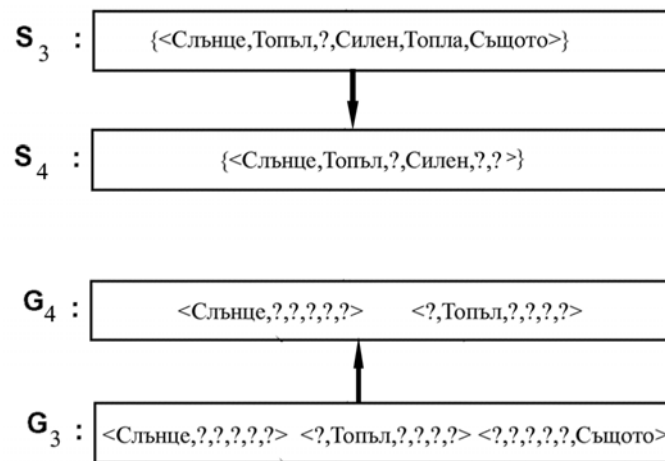 S3 : {<Слънце,Топъл,?,Силен,Топла,Същото>}
S4 : {<Слънце,Топъл,?,Силен,?,?>}
G4 : <Слънце,?,?,?,?,?> <?,Топъл,?,?,?,?>
G3 : <Слънце,?,?,?,?,?> <?,Топъл,?,?,?,?> <?,?,?,?,?,Същото>